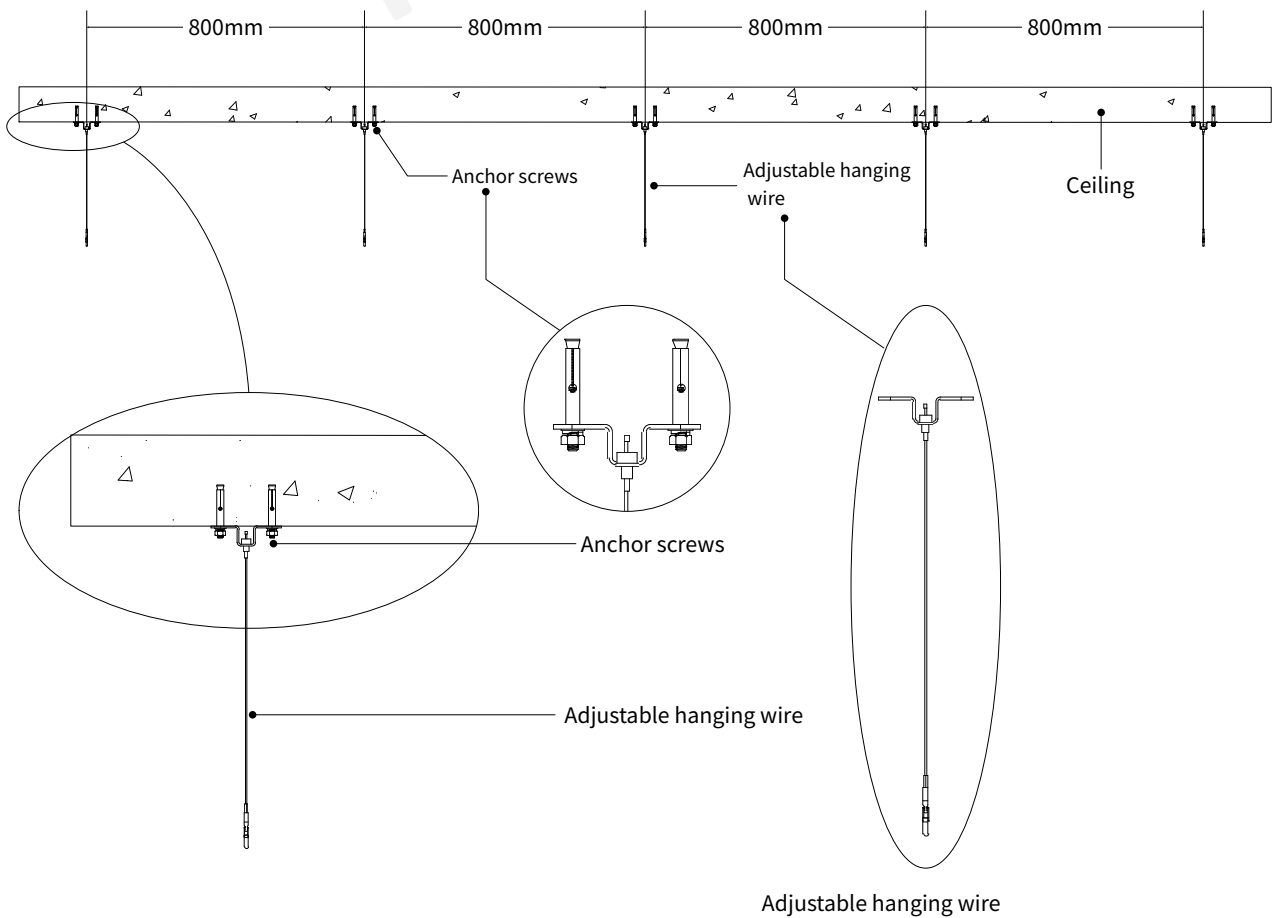 800mm
800mm
800mm
800mm
Anchor screws
Adjustable hanging
wire
Ceiling
Anchor screws
Adjustable hanging wire
Adjustable hanging wire